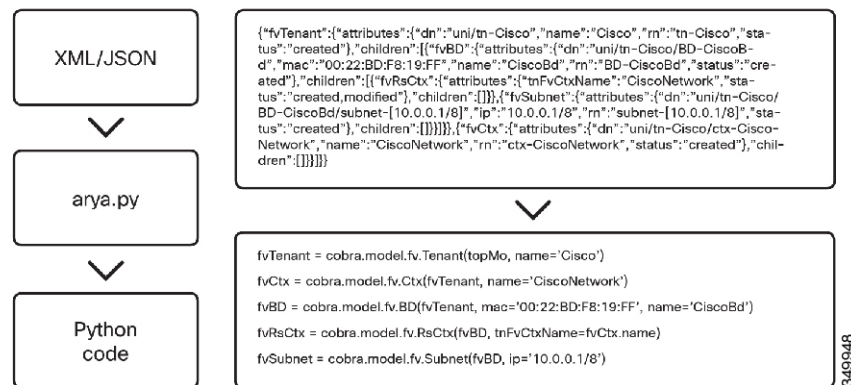 XML/JSON
arya.py
Python
code
{“fvTenant”:{“attributes”:{“dn”:”uni/tn-Cisco”,”name”:”Cisco”,”rn”:”tn-Cisco”,”sta-
tus”:”created”},”children”:[{“fvBD”:{“attributes”:{“dn”:”uni/tn-Cisco/BD-CiscoB-
d”,”mac”:”00:22:BD:F8:19:FF”,”name”:”CiscoBd”,”rn”:”BD-CiscoBd”,”status”:”cre-
ated”},”children”:[{“fvRsCtx”:{“attributes”:{“tnFvCtxName”:”CiscoNetwork”,”sta-
tus”:”created,modified”},”children”:[]}},{“fvSubnet”:{“attributes”:{“dn”:”uni/tn-Cisco/
BD-CiscoBd/subnet-[10.0.0.1/8]”,”ip”:”10.0.0.1/8”,”rn”:”subnet-[10.0.0.1/8]”,”sta-
tus”:”created”},”children”:[]}}]}},{“fvCtx”:{“attributes”:{“dn”:”uni/tn-Cisco/ctx-Cisco-
Network”,”name”:”CiscoNetwork”,”rn”:”ctx-CiscoNetwork”,”status”:”created”},”chil-
dren”:[]}}]}}
fvTenant = cobra.model.fv.Tenant(topMo, name=’Cisco’)
fvCtx = cobra.model.fv.Ctx(fvTenant, name=’CiscoNetwork’)
fvBD = cobra.model.fv.BD(fvTenant, mac=’00:22:BD:F8:19:FF’, name=’CiscoBd’)
fvRsCtx = cobra.model.fv.RsCtx(fvBD, tnFvCtxName=fvCtx.name)
fvSubnet = cobra.model.fv.Subnet(fvBD, ip=’10.0.0.1/8’)
349948